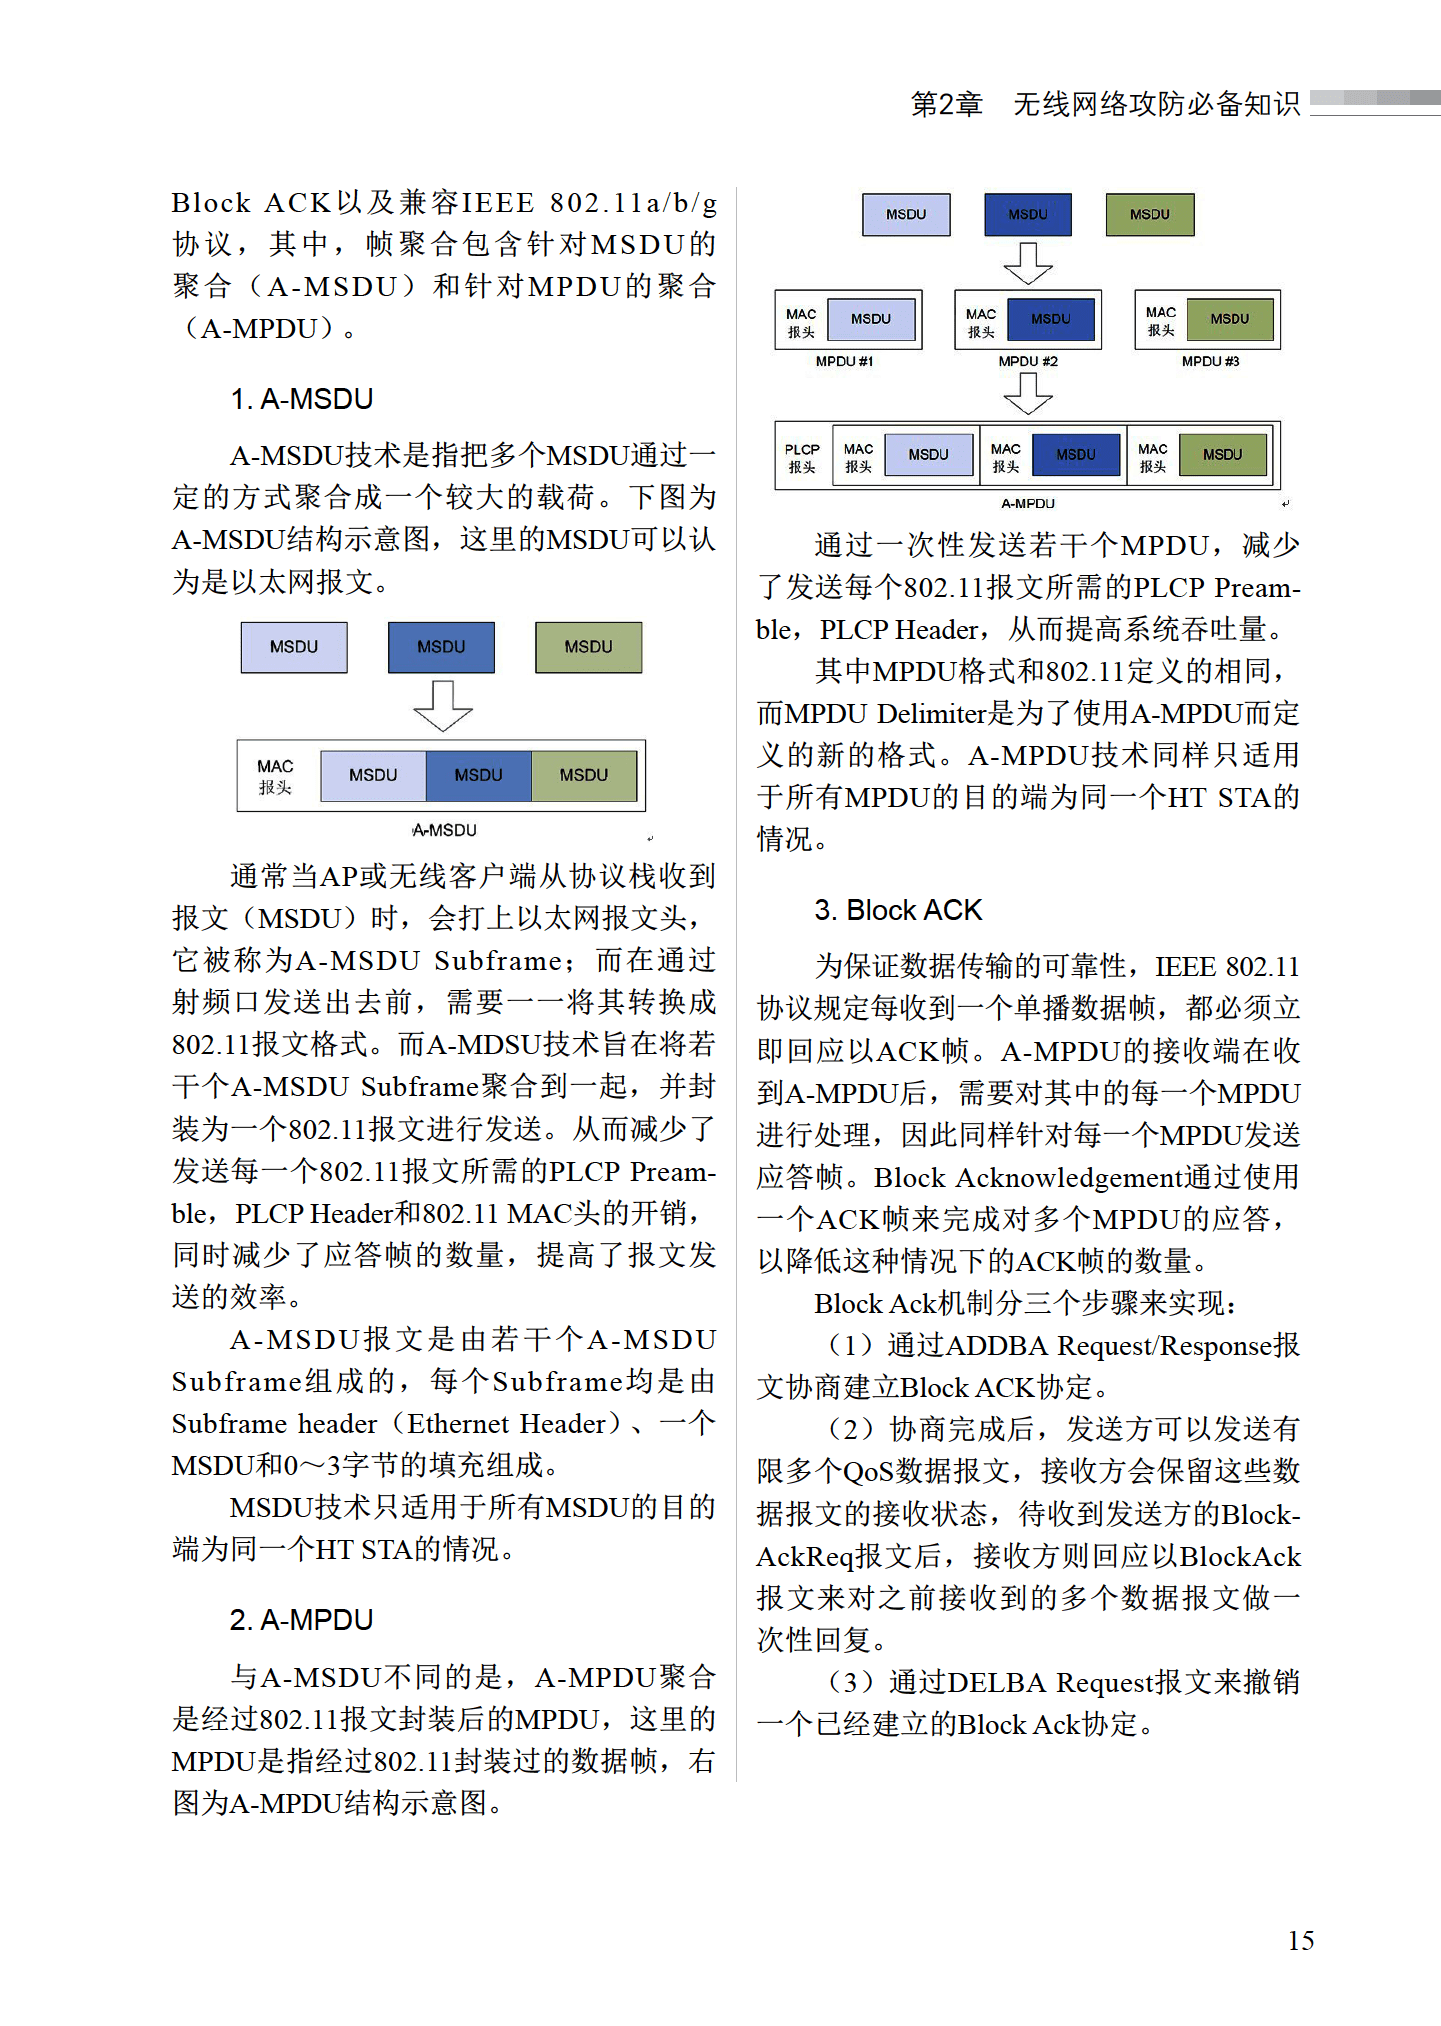 第2章　无线网络攻防必备知识
Block ACK以及兼容IEEE 802.11a/b/g
协议，其中，帧聚合包含针对MSDU的
聚合（A-MSDU）和针对MPDU的聚合
（A-MPDU）。
1. A-MSDU
A-MSDU技术是指把多个MSDU通过一
定的方式聚合成一个较大的载荷。下图为
A-MSDU结构示意图，这里的MSDU可以认
为是以太网报文。
MSDU MSDU MSDU
MAC
报头
MSDU MSDU MSDU
A-MSDU
通常当AP或无线客户端从协议栈收到
报文（MSDU）时，会打上以太网报文头，
它被称为A-MSDU Subframe；而在通过
射频口发送出去前，需要一一将其转换成
802.11报文格式。而A-MDSU技术旨在将若
干个A-MSDU Subframe聚合到一起，并封
装为一个802.11报文进行发送。从而减少了
发送每一个802.11报文所需的PLCP Pream-
ble，PLCP Header和802.11 MAC头的开销，
同时减少了应答帧的数量，提高了报文发
送的效率。
A-MSDU报文是由若干个A-MSDU
Subframe组成的，每个Subframe均是由
Subframe header（Ethernet Header）、一个
MSDU和0～3字节的填充组成。
MSDU技术只适用于所有MSDU的目的
端为同一个HT STA的情况。
2. A-MPDU
与A-MSDU不同的是，A-MPDU聚合
是经过802.11报文封装后的MPDU，这里的
MPDU是指经过802.11封装过的数据帧，右
图为A-MPDU结构示意图。
MSDU MSDU MSDU
MAC
报头
MSDU
MAC
报头
MSDU
MAC
报头
MSDU
MPDU #1 MPDU #2 MPDU #3
PLCP
报头
MAC
报头
MSDU
MAC
报头
MSDU
MAC
报头
MSDU
A-MPDU
通过一次性发送若干个MPDU，减少
了发送每个802.11报文所需的PLCP Pream-
ble，PLCP Header，从而提高系统吞吐量。
其中MPDU格式和802.11定义的相同，
而MPDU Delimiter是为了使用A-MPDU而定
义的新的格式。A-MPDU技术同样只适用
于所有MPDU的目的端为同一个HT STA的
情况。
3. Block ACK
为保证数据传输的可靠性，IEEE 802.11
协议规定每收到一个单播数据帧，都必须立
即回应以ACK帧。A-MPDU的接收端在收
到A-MPDU后，需要对其中的每一个MPDU
进行处理，因此同样针对每一个MPDU发送
应答帧。Block Acknowledgement通过使用
一个ACK帧来完成对多个MPDU的应答，
以降低这种情况下的ACK帧的数量。
Block Ack机制分三个步骤来实现：
（1）通过ADDBA Request/Response报
文协商建立Block ACK协定。
（2）协商完成后，发送方可以发送有
限多个QoS数据报文，接收方会保留这些数
据报文的接收状态，待收到发送方的Block-
AckReq报文后，接收方则回应以BlockAck
报文来对之前接收到的多个数据报文做一
次性回复。
（3）通过DELBA Request报文来撤销
一个已经建立的Block Ack协定。
15